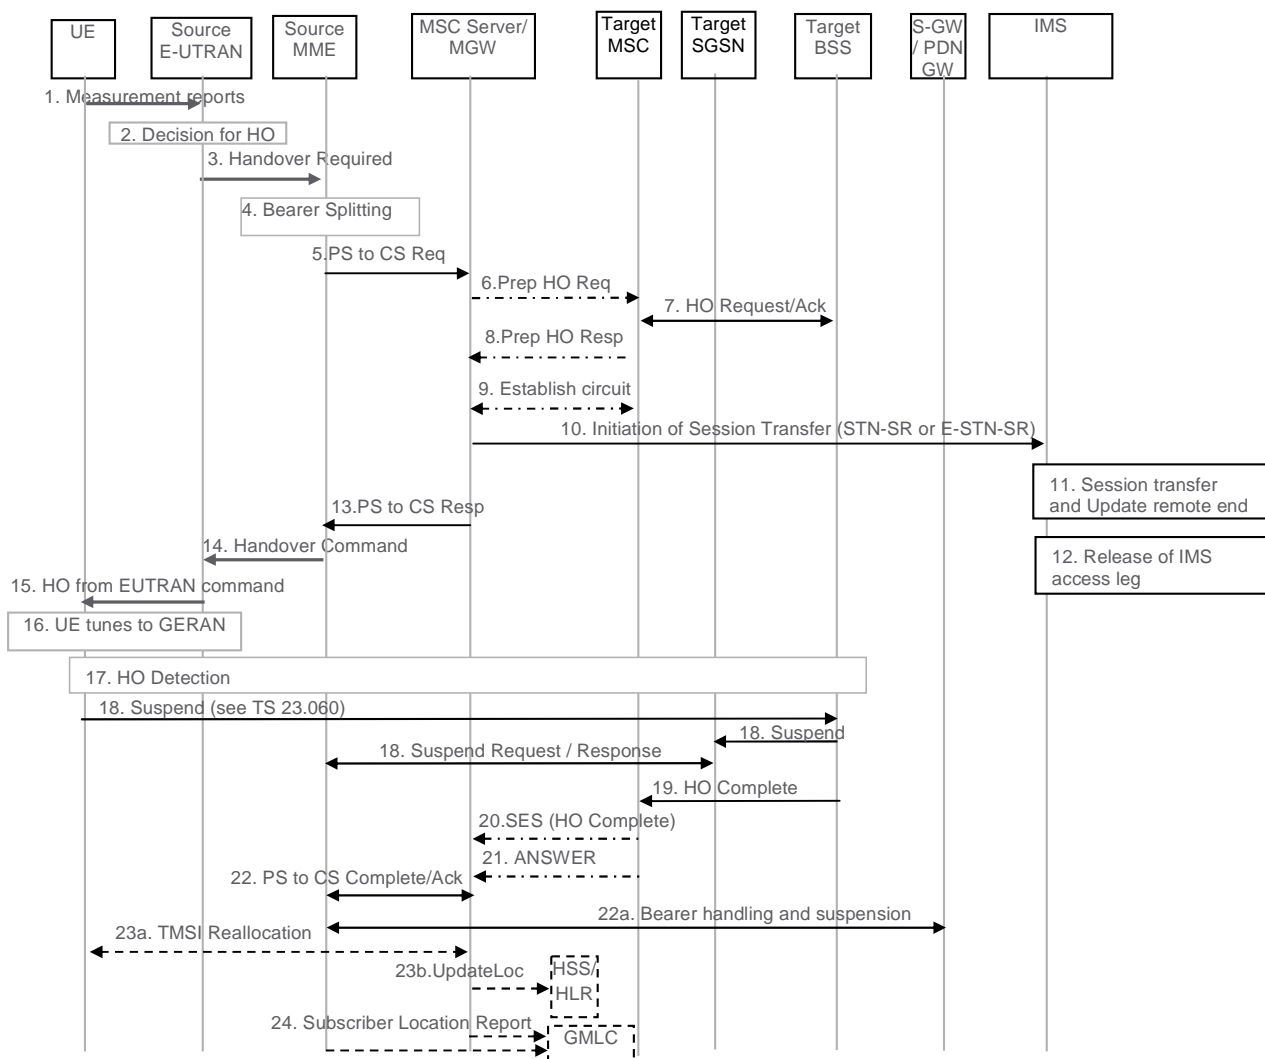 UE
Source
E-UTRAN
Source
MME
MSC Server/
MGW
Target
MSC
Target
SGSN
Target
BSS
S-GW
/ PDN
GW
IMS
1. Measurement reports
2. Decision for HO
3. Handover Required
4. Bearer Splitting
5.PS to CS Req
6.Prep HO Req
7. HO Request/Ack
8.Prep HO Resp
9. Establish circuit
10. Initiation of Session Transfer (STN-SR or E-STN-SR)
11. Session transfer
and Update remote end
13.PS to CS Resp
14. Handover Command
12. Release of IMS
access leg
15. HO from EUTRAN command
16. UE tunes to GERAN
17. HO Detection
18. Suspend (see TS 23.060)
18. Suspend
18. Suspend Request / Response
19. HO Complete
20.SES (HO Complete)
21. ANSWER
22. PS to CS Complete/Ack
22a. Bearer handling and suspension
23a. TMSI Reallocation
23b.UpdateLoc
HSS/
HLR
24. Subscriber Location Report
GMLC